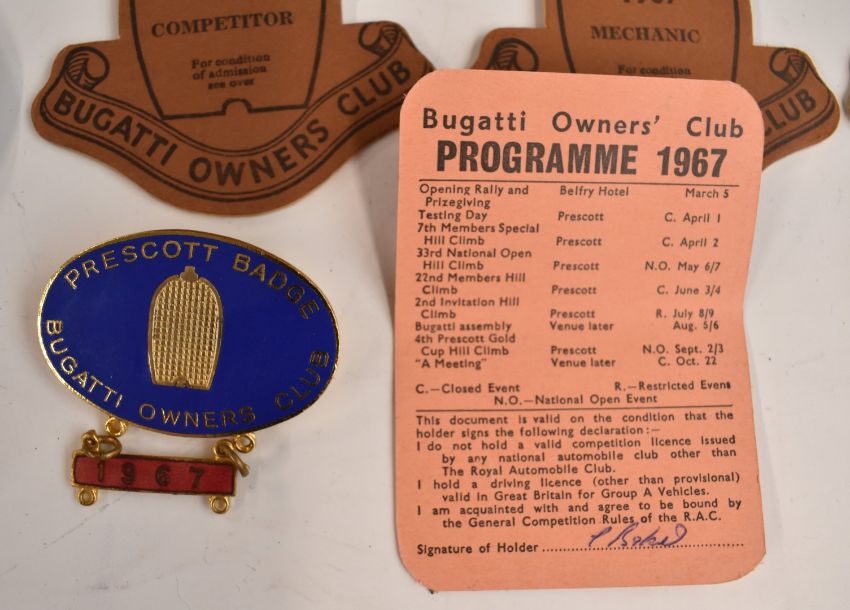 COMPETITOR
For condition
of admission
see over
BUGATTI OWNERS CLUB
1967
MECHANIC
For condition
CLUB
PRESCOTT BADGE
BUGATTI OWNERS CLUB
1967
Bugatti Owners' Club
PROGRAMME 1967
Opening Rally and Prizegiving Belfry Hotel March 5
Testing Day Prescott C. April 1
7th Members Special
Hill Climb Prescott C. April 2
33rd National Open
Hill Climb Prescott N.O. May 6/7
22nd Members Hill
Climb Prescott C. June 3/4
2nd Invitation Hill
Climb Prescott R. July 8/9
Bugatti assembly Venue later Aug. 5/6
4th Prescott Gold
Cup Hill Climb Prescott N.O. Sept. 2/3
"A Meeting" Venue later C. Oct. 22
C.—Closed Event R.—Restricted Event
N.O.—National Open Event
This document is valid on the condition that the
holder signs the following declaration:—
I do not hold a valid competition licence issued
by any national automobile club other than
The Royal Automobile Club.
I hold a driving licence (other than provisional)
valid in Great Britain for Group A Vehicles.
I am acquainted with and agree to be bound by
the General Competition Rules of the R.A.C.
Signature of Holder